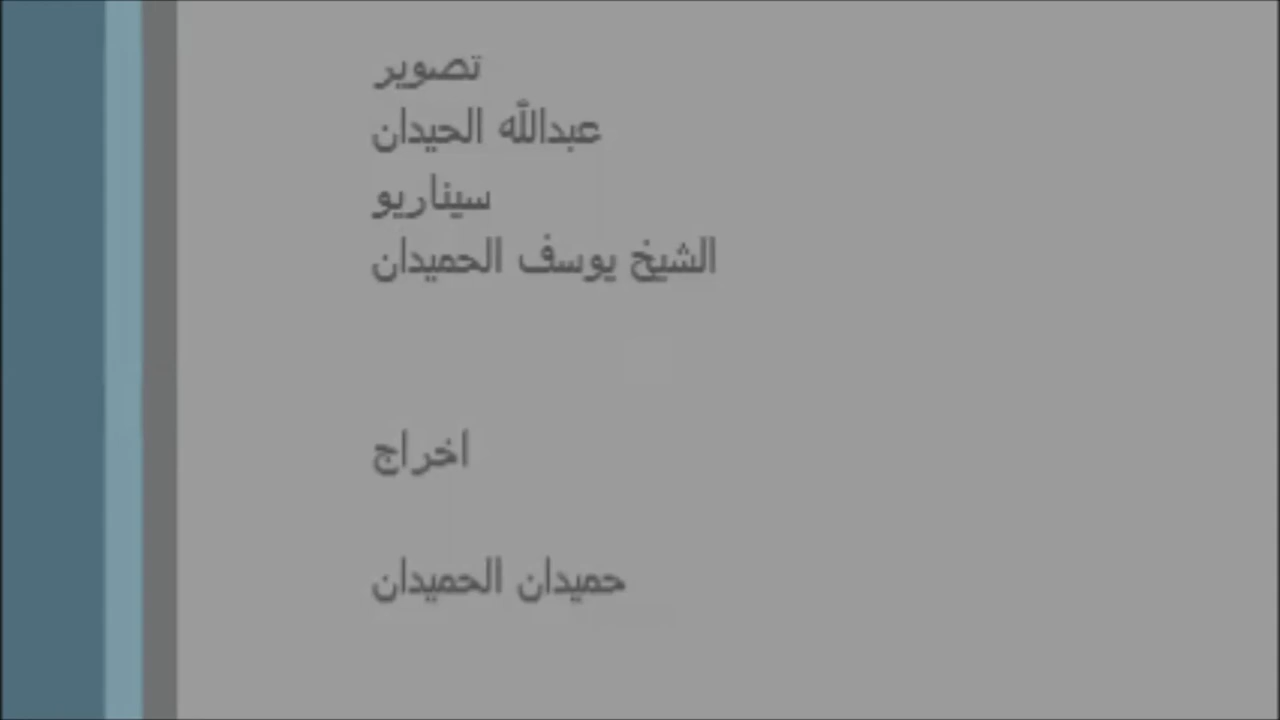 تصوير
عبدالله الحيدان
سيناريو
الشيخ يوسف الحميدان
اخراج
حميدان الحميدان